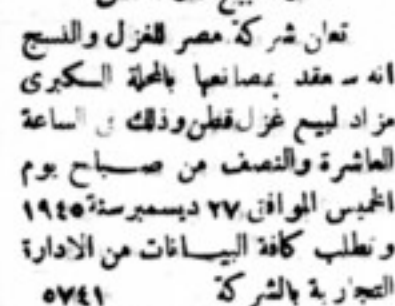 تعلن شركة مصر للغزل والنسج
انه سيعقد بمصانعها بالمحلة الكبرى
مزاد لبيع غزل قطن وذلك في الساعة
العاشرة والنصف من صباح يوم
الخميس الموافق ٢٧ ديسمبر سنة ١٩٤٥
وتطلب كافة البيانات من الادارة
التجارية بالشركة ٥٧٤١